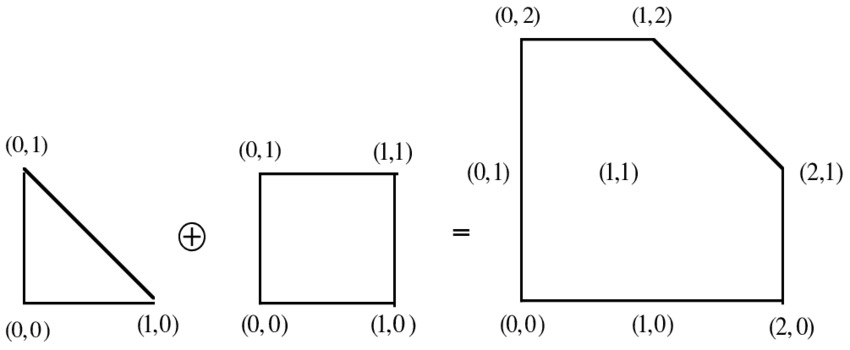 (0, 2) (1, 2)
(0, 1) (0, 1) (1,1)
(0, 1) (1,1) (2,1)
⊕ =
(0,0) (1,0) (0, 0) (1, 0) (0,0) (1,0) (2, 0)